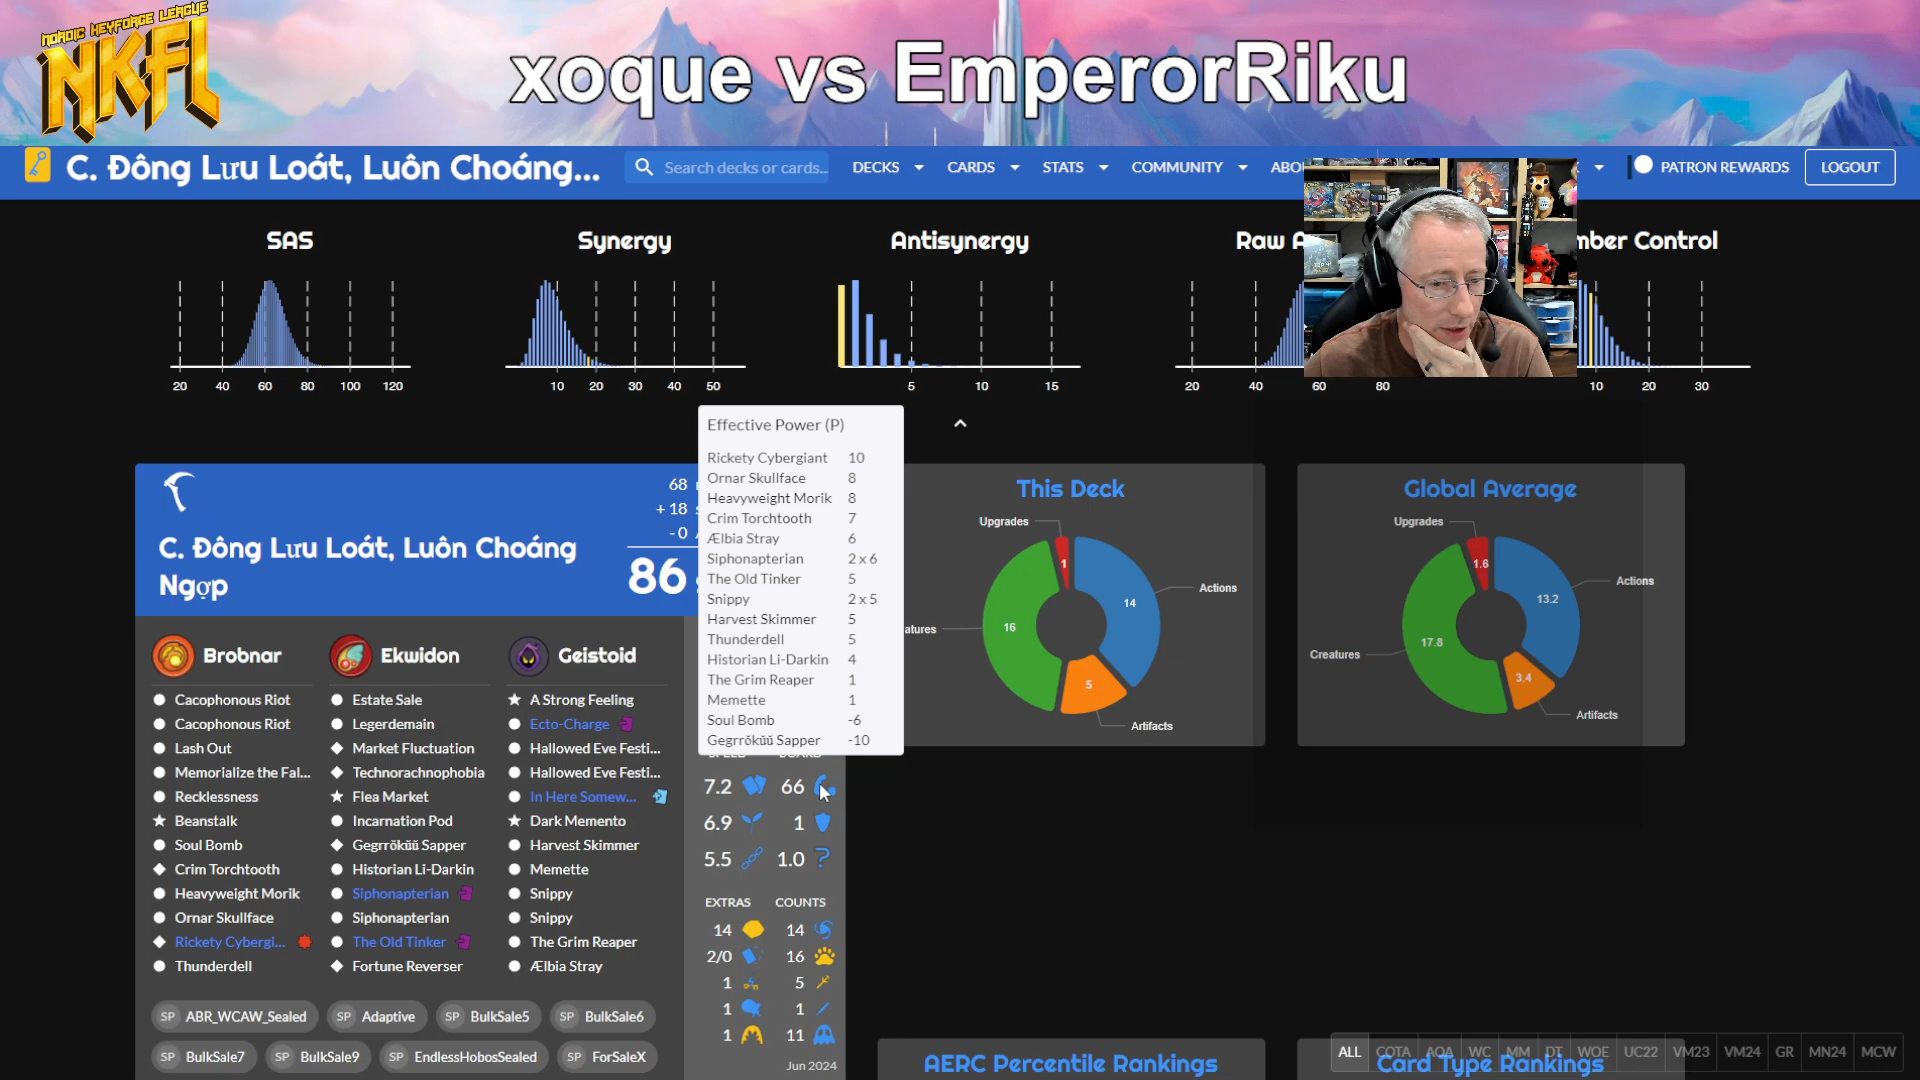 NORDIC KEYFORGE LEAGUE
NKFL
xoque vs EmperorRiku
C. Đông Lưu Loát, Luôn Choáng...
Search decks or cards...
DECKS
CARDS
STATS
COMMUNITY
ABO
PATRON REWARDS
LOGOUT
SAS
20 40 60 80 100 120
Synergy
10 20 30 40 50
Antisynergy
5 10 15
Raw A
20 40 60 80
mber Control
10 20 30
Effective Power (P)
Rickety Cybergiant 10
Ornar Skullface 8
Heavyweight Morik 8
Crim Torchtooth 7
Ælbia Stray 6
Siphonapterian 2 x 6
The Old Tinker 5
Snippy 2 x 5
Harvest Skimmer 5
Thunderdell 5
Historian Li-Darkin 4
The Grim Reaper 1
Memette 1
Soul Bomb -6
Gegrrŏkŭŭ Sapper -10
68
+ 18
- 0
C. Đông Lưu Loát, Luôn Choáng
Ngợp
86
Brobnar
Cacophonous Riot
Cacophonous Riot
Lash Out
Memorialize the Fal...
Recklessness
Beanstalk
Soul Bomb
Crim Torchtooth
Heavyweight Morik
Ornar Skullface
Rickety Cybergi...
Thunderdell
Ekwidon
Estate Sale
Legerdemain
Market Fluctuation
Technorachnophobia
Flea Market
Incarnation Pod
Gegrrŏkŭŭ Sapper
Historian Li-Darkin
Siphonapterian
Siphonapterian
The Old Tinker
Fortune Reverser
Geistoid
A Strong Feeling
Ecto-Charge
Hallowed Eve Festi...
Hallowed Eve Festi...
In Here Somew...
Dark Memento
Harvest Skimmer
Memette
Snippy
Snippy
The Grim Reaper
Ælbia Stray
7.2 66
6.9 1
5.5 1.0
EXTRAS COUNTS
14 14
2/0 16
1 5
1 1
1 11
Jun 2024
SP ABR_WCAW_Sealed
SP Adaptive
SP BulkSale5
SP BulkSale6
SP BulkSale7
SP BulkSale9
SP EndlessHobosSealed
SP ForSaleX
This Deck
Upgrades
1
Actions
14
atures
16
5
Artifacts
Global Average
Upgrades
1.6
Actions
13.2
Creatures
17.8
3.4
Artifacts
AERC Percentile Rankings
Card Type Rankings
ALL COTA AOA WC MM DT WOE UC22 VM23 VM24 GR MN24 MCW